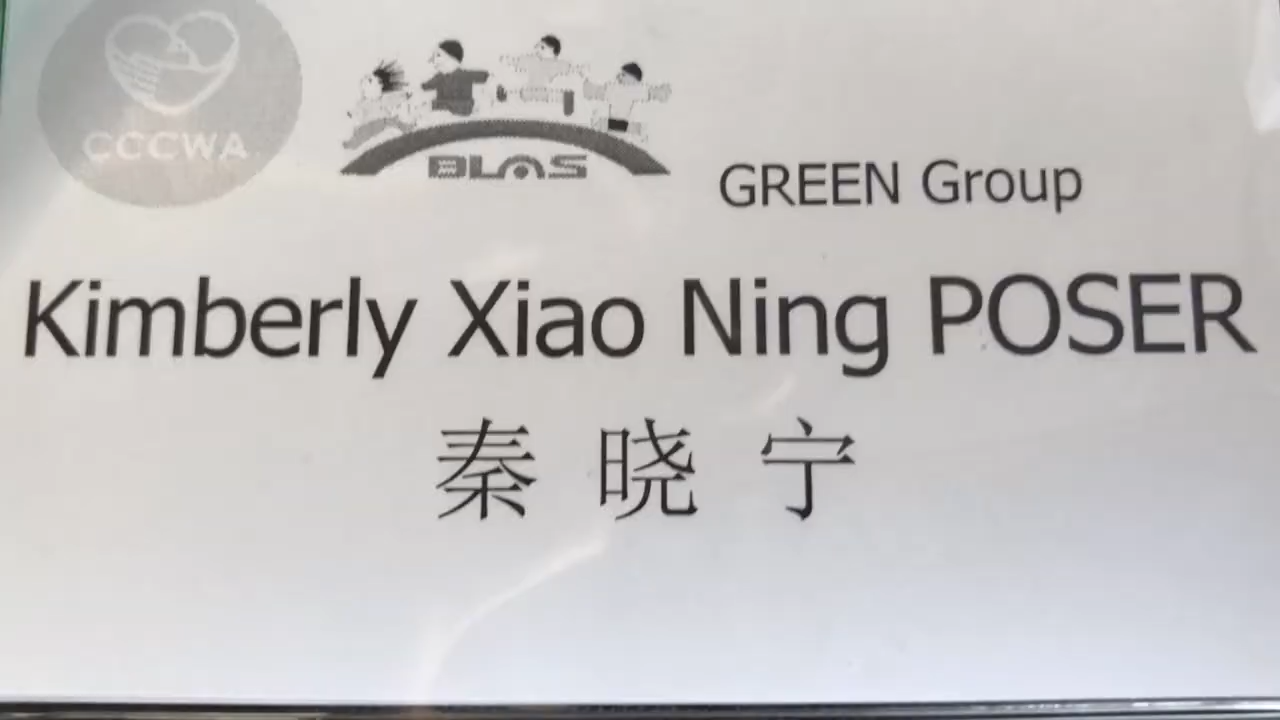 CCCWA
BLAS
GREEN Group
Kimberly Xiao Ning POSER
秦 晓 宁